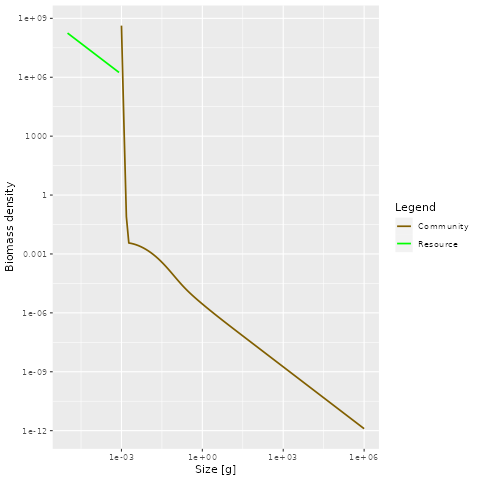 1e+09
1e+06
1000
1
0.001
1e-06
1e-09
1e-12
Biomass density
1e-03
1e+00
1e+03
1e+06
Size [g]
Legend
Community
Resource